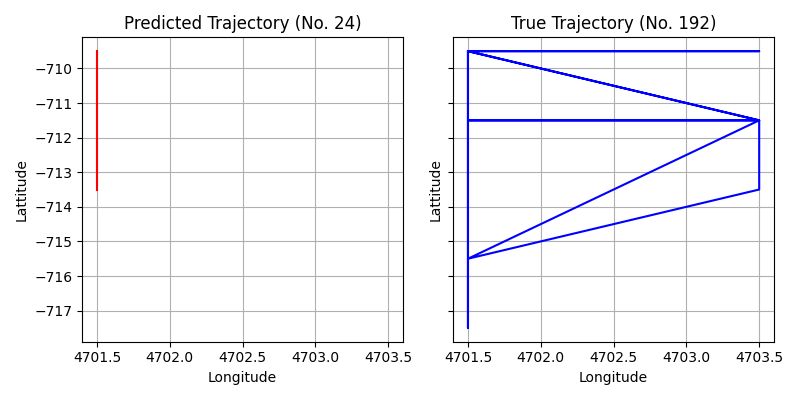 Predicted Trajectory (No. 24)
True Trajectory (No. 192)
Lattitude
−710
−711
−712
−713
−714
−715
−716
−717
4701.5 4702.0 4702.5 4703.0 4703.5
Longitude
Lattitude
4701.5 4702.0 4702.5 4703.0 4703.5
Longitude